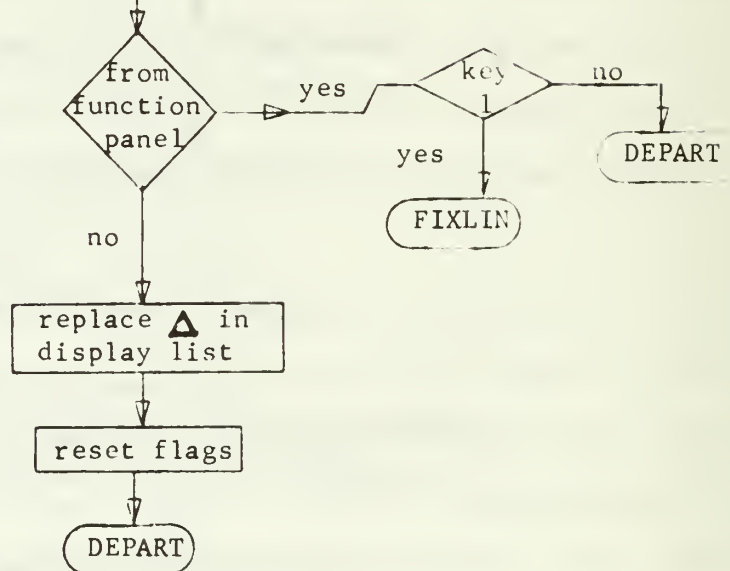 from
function
panel
yes
key
1
no
DEPART
yes
FIXLIN
no
replace Δ in
display list
reset flags
DEPART